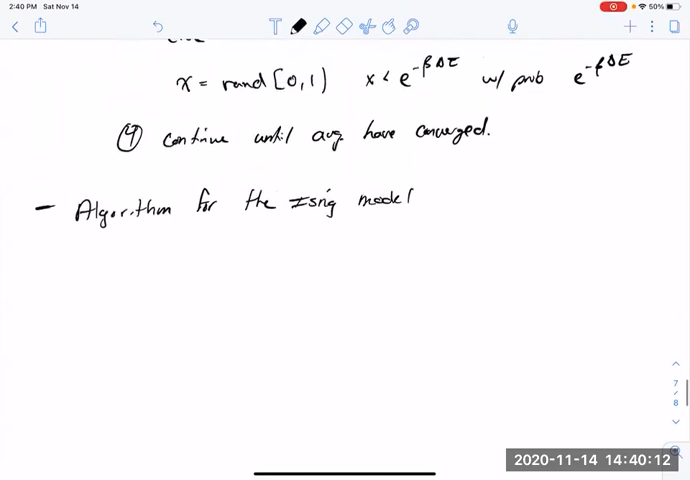 2:40 PM Sat Nov 14
50%
x = rand [0,1) x < e^{-βΔE} w/ prob e^{-βΔE}
④ continue until avg have converged.
- Algorithm for the Ising model
7
/
8
2020-11-14 14:40:12